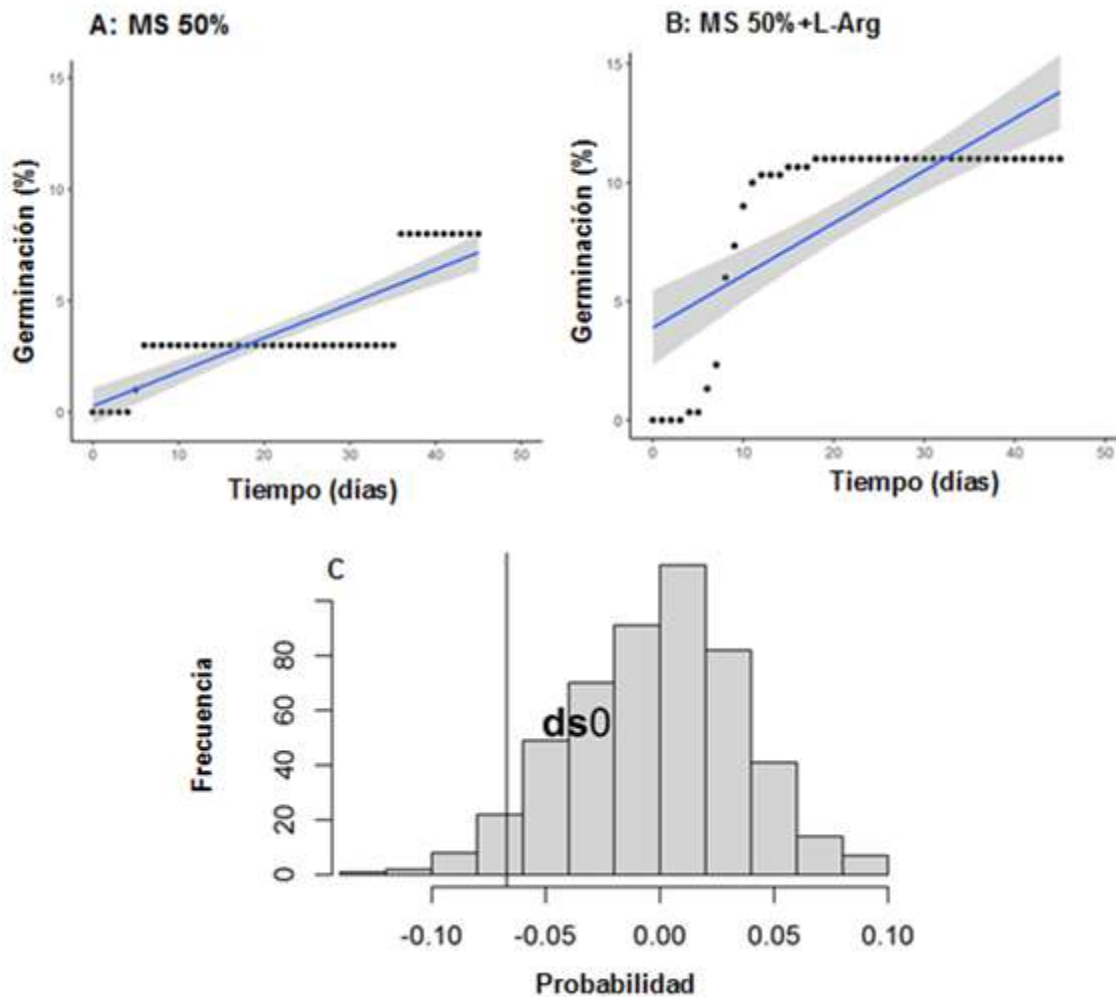 A: MS 50%
B: MS 50%+L-Arg
15
10
5
0
Germinación (%)
0 10 20 30 40 50
Tiempo (días)
15
10
5
0
Germinación (%)
0 10 20 30 40 50
Tiempo (días)
C
80
60
40
20
0
Frecuencia
ds0
-0.10 -0.05 0.00 0.05 0.10
Probabilidad